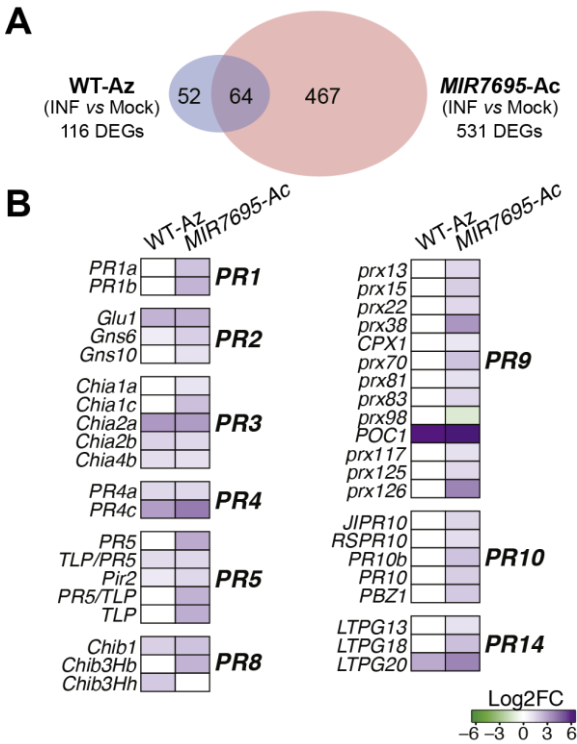 A
WT-Az
(INF vs Mock)
116 DEGs
52
64
467
MIR7695-Ac
(INF vs Mock)
531 DEGs
B
WT-Az
MIR7695-Ac
PR1a
PR1b
PR1
Glu1
Gns6
Gns10
PR2
Chia1a
Chia1c
Chia2a
Chia2b
Chia4b
PR3
PR4a
PR4c
PR4
PR5
TLP/PR5
Pir2
PR5/TLP
TLP
PR5
Chib1
Chib3Hb
Chib3Hh
PR8
WT-Az
MIR7695-Ac
prx13
prx15
prx22
prx38
CPX1
prx70
prx81
prx83
prx98
POC1
prx117
prx125
prx126
PR9
JIPR10
RSPR10
PR10b
PR10
PBZ1
PR10
LTPG13
LTPG18
LTPG20
PR14
Log2FC
−6 −3 0 3 6